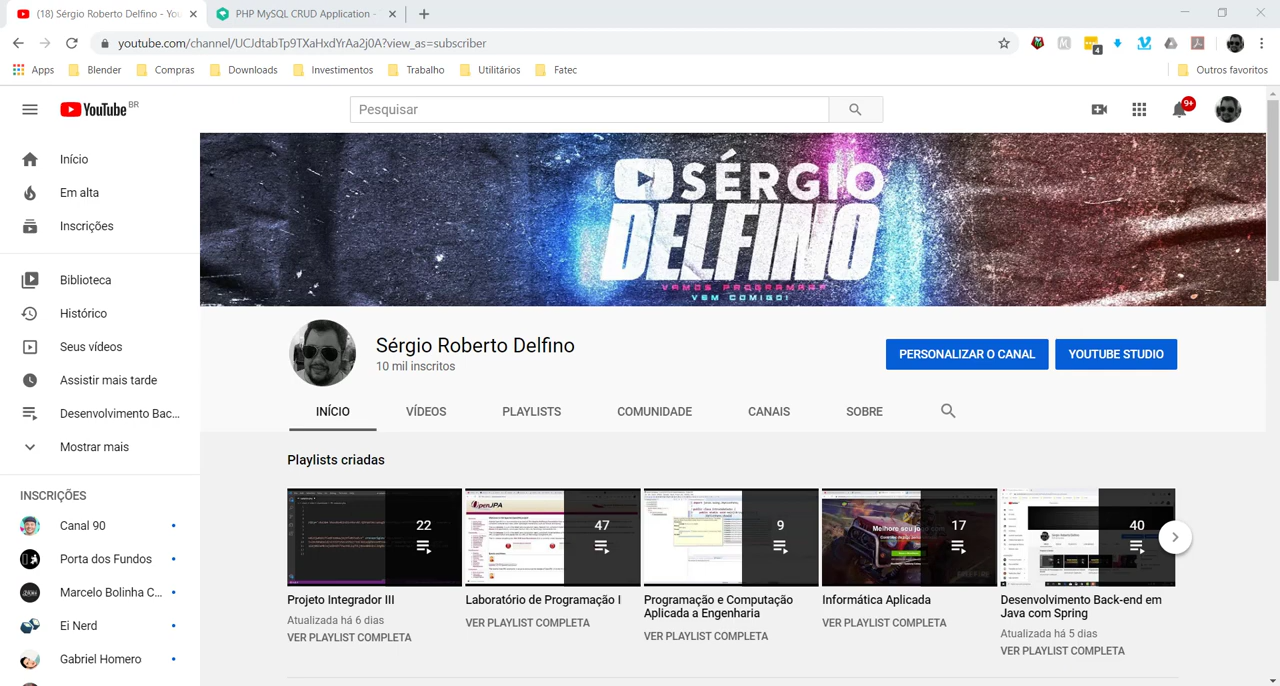 (18) Sérgio Roberto Delfino - You
PHP MySQL CRUD Application -
youtube.com/channel/UCJdtabTp9TXaHxdYrAa2j0A?view_as=subscriber
4
Apps
Blender
Compras
Downloads
Investimentos
Trabalho
Utilitários
Fatec
Outros favoritos
YouTube BR
Pesquisar
9+
Início
Em alta
Inscrições
Biblioteca
Histórico
Seus vídeos
Assistir mais tarde
Desenvolvimento Bac...
Mostrar mais
INSCRIÇÕES
Canal 90
Porta dos Fundos
Marcelo Bolinha C...
Ei Nerd
Gabriel Homero
SÉRGIO
DELFINO
VAMOS PROGRAMAR
VEM COMIGO!
Sérgio Roberto Delfino
10 mil inscritos
PERSONALIZAR O CANAL
YOUTUBE STUDIO
INÍCIO
VÍDEOS
PLAYLISTS
COMUNIDADE
CANAIS
SOBRE
Playlists criadas
22
Projeto Integrador III
Atualizada há 6 dias
VER PLAYLIST COMPLETA
OpenJPA
47
Laboratório de Programação I
VER PLAYLIST COMPLETA
9
Programação e Computação
Aplicada a Engenharia
VER PLAYLIST COMPLETA
17
Informática Aplicada
VER PLAYLIST COMPLETA
40
Desenvolvimento Back-end em
Java com Spring
Atualizada há 5 dias
VER PLAYLIST COMPLETA